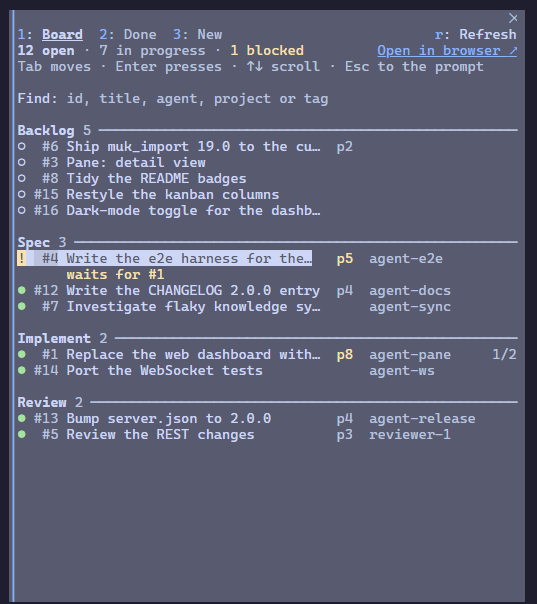 ×
1: Board 2: Done 3: New r: Refresh
12 open · 7 in progress · 1 blocked Open in browser ↗
Tab moves · Enter presses · ↑↓ scroll · Esc to the prompt
Find: id, title, agent, project or tag
Backlog 5
○ #6 Ship muk_import 19.0 to the cu… p2
○ #3 Pane: detail view
○ #8 Tidy the README badges
○ #15 Restyle the kanban columns
○ #16 Dark-mode toggle for the dashb…
Spec 3
! #4 Write the e2e harness for the… p5 agent-e2e
waits for #1
● #12 Write the CHANGELOG 2.0.0 entry p4 agent-docs
● #7 Investigate flaky knowledge sy… agent-sync
Implement 2
● #1 Replace the web dashboard with… p8 agent-pane 1/2
● #14 Port the WebSocket tests agent-ws
Review 2
● #13 Bump server.json to 2.0.0 p4 agent-release
● #5 Review the REST changes p3 reviewer-1